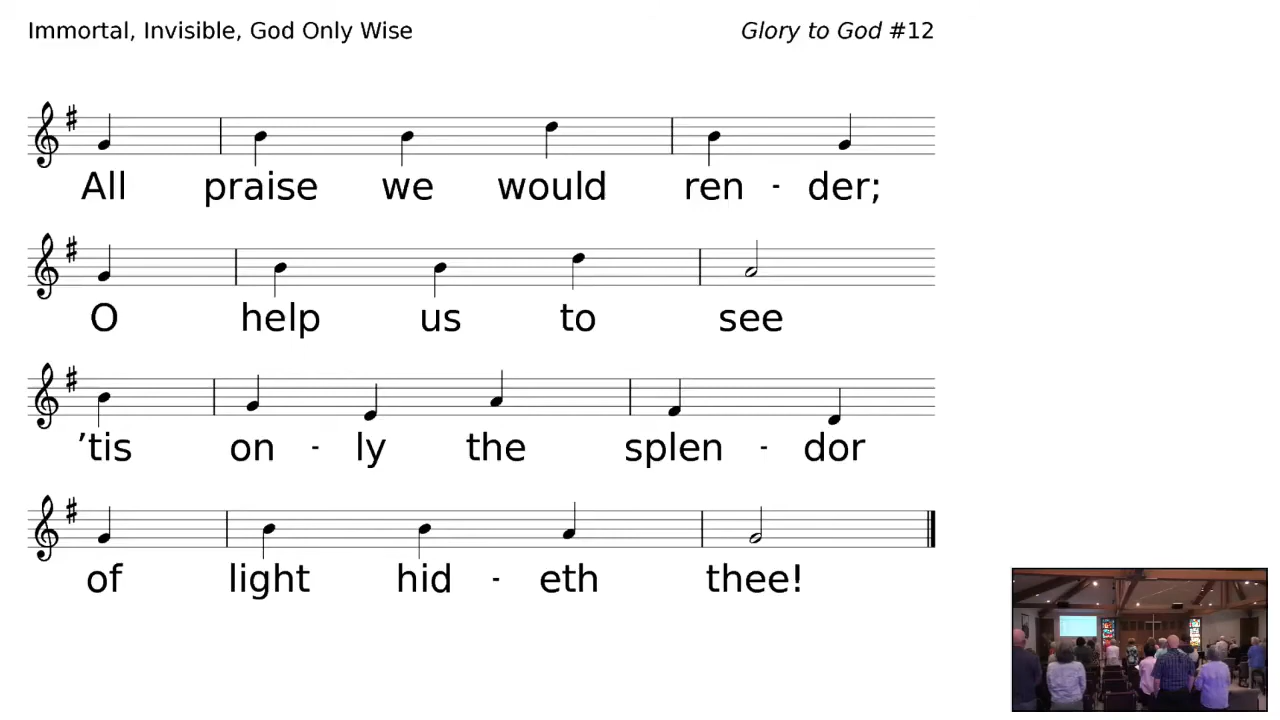 Immortal, Invisible, God Only Wise
Glory to God #12
All praise we would ren - der;
O help us to see
’tis on - ly the splen - dor
of light hid - eth thee!